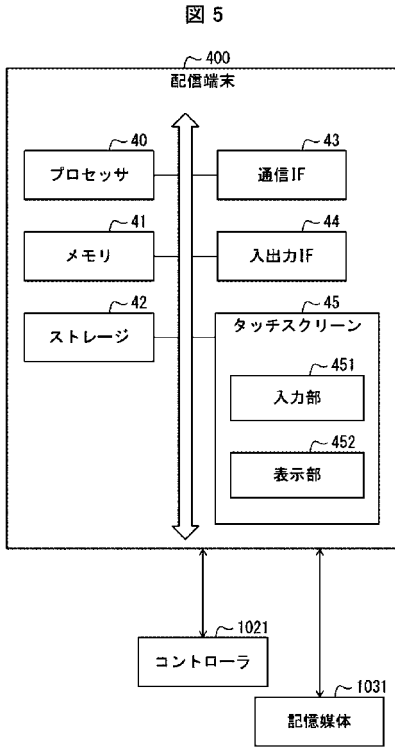 図 5
400
配信端末
40
プロセッサ
43
通信IF
41
メモリ
44
入出力IF
42
ストレージ
45
タッチスクリーン
451
入力部
452
表示部
1021
コントローラ
1031
記憶媒体